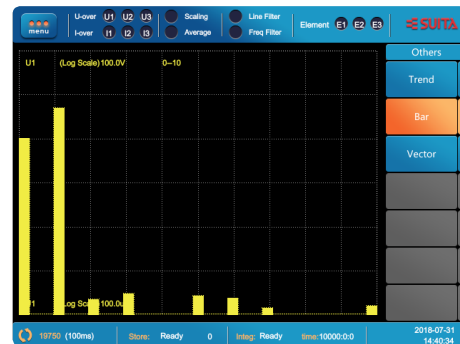 menu
U-over U1 U2 U3
I-over I1 I2 I3
Scaling
Average
Line Filter
Freq Filter
Element E1 E2 E3
SUITA
Others
U1 (Log Scale) 100.0V 0-10
Trend
Bar
Vector
Log Scale) 100.0u
19750 (100ms) Store: Ready 0 Integ: Ready time:10000:0:0
2018-07-31
14:40:34